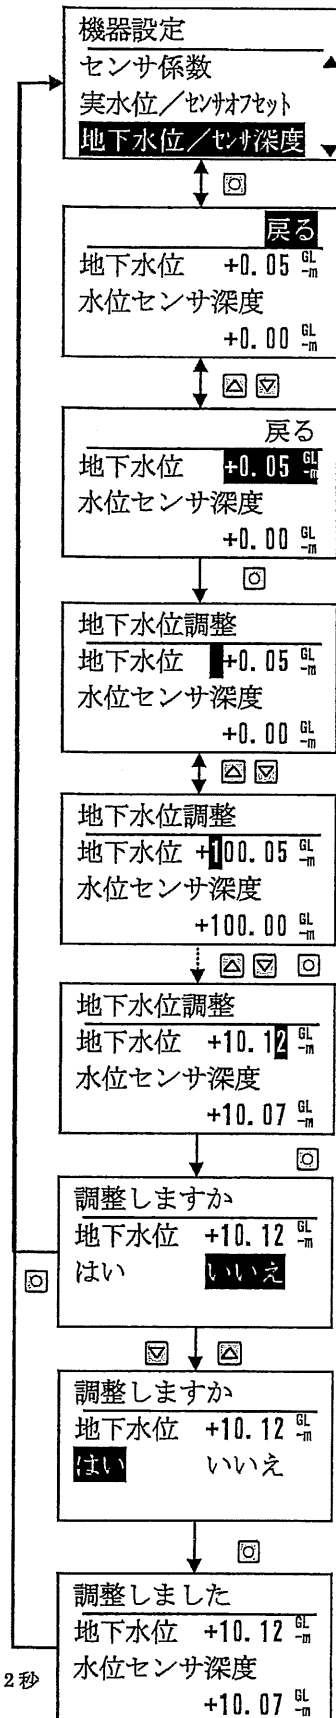 機器設定
センサ係数
実水位/センサオフセット
地下水位/センサ深度
戻る
地下水位 +0.05 GL-m
水位センサ深度
+0.00 GL-m
戻る
地下水位 +0.05 GL-m
水位センサ深度
+0.00 GL-m
地下水位調整
地下水位 +0.05 GL-m
水位センサ深度
+0.00 GL-m
地下水位調整
地下水位 +100.05 GL-m
水位センサ深度
+100.00 GL-m
地下水位調整
地下水位 +10.12 GL-m
水位センサ深度
+10.07 GL-m
調整しますか
地下水位 +10.12 GL-m
はい いいえ
調整しますか
地下水位 +10.12 GL-m
はい いいえ
調整しました
地下水位 +10.12 GL-m
水位センサ深度
+10.07 GL-m
2秒